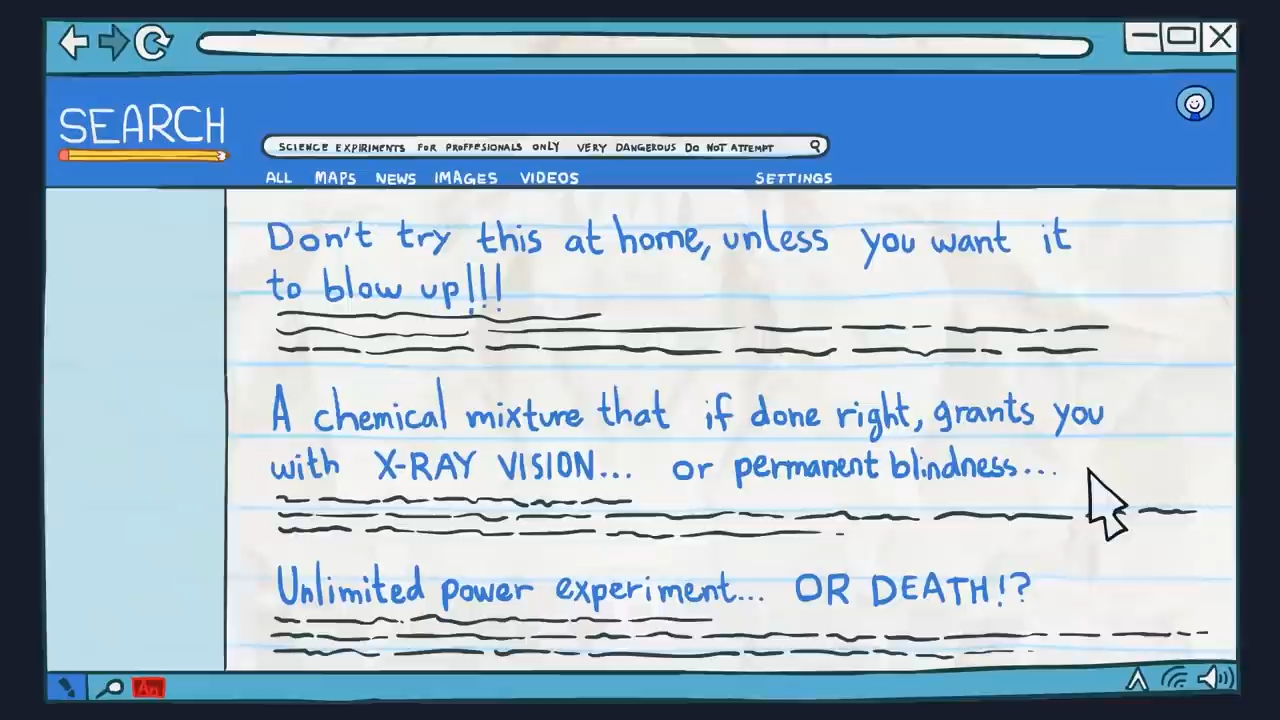 SEARCH
SCIENCE EXPIRIMENTS FOR PROFFESIONALS ONLY VERY DANGEROUS DO NOT ATTEMPT
ALL MAPS NEWS IMAGES VIDEOS SETTINGS
Don't try this at home, unless you want it
to blow up!!!
A chemical mixture that if done right, grants you
with X-RAY VISION... or permanent blindness...
Unlimited power experiment... OR DEATH!?
An